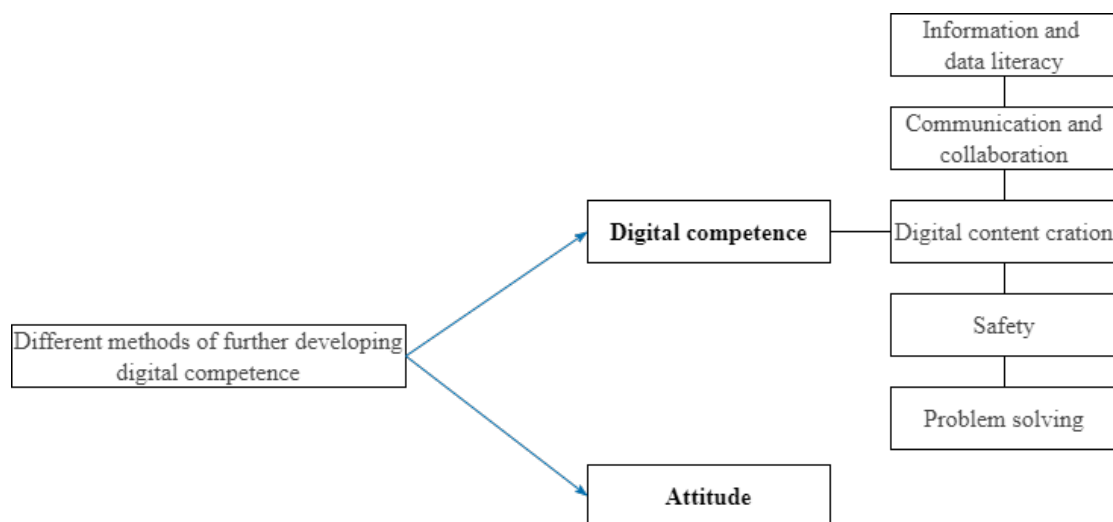 Information and
data literacy
Communication and
collaboration
Digital competence
Digital content cration
Different methods of further developing
digital competence
Safety
Problem solving
Attitude